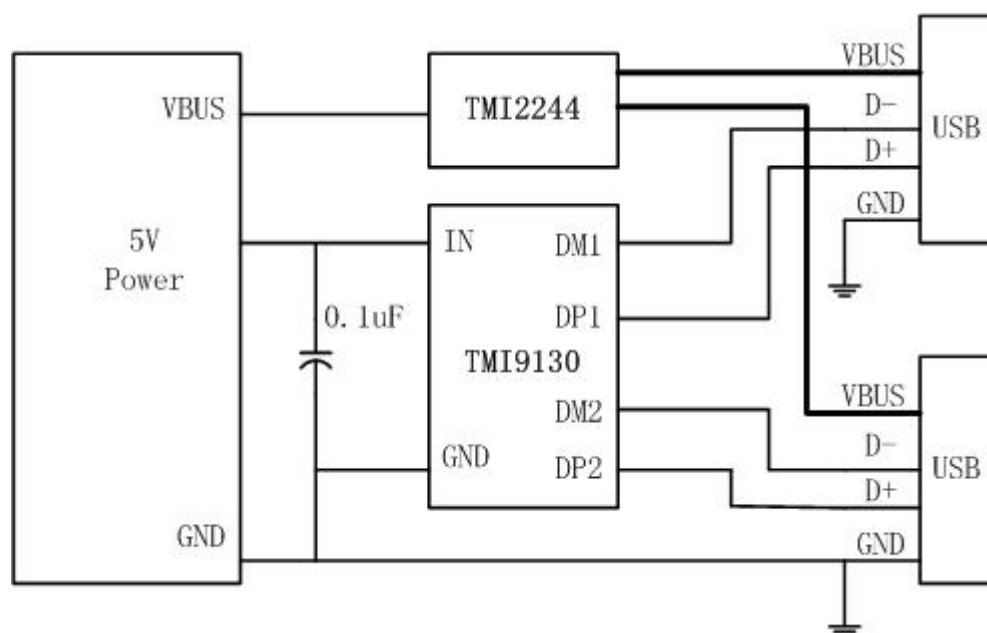 VBUS
5V
Power
GND
0.1uF
TMI2244
IN
DM1
DP1
TMI9130
DM2
GND
DP2
VBUS
D-
USB
D+
GND
VBUS
D-
USB
D+
GND